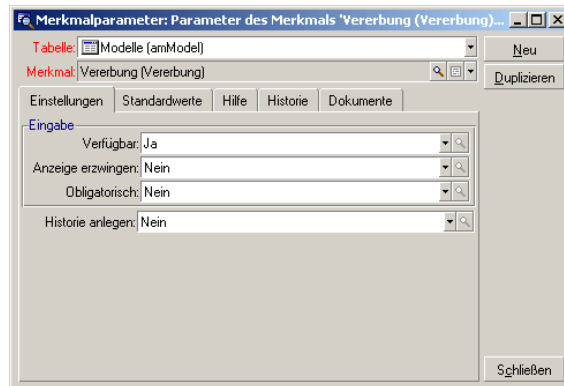 Merkmalparameter: Parameter des Merkmals 'Vererbung (Vererbung)...
Tabelle: Modelle (amModel)
Neu
Merkmal: Vererbung (Vererbung)
Duplizieren
Einstellungen Standardwerte Hilfe Historie Dokumente
Eingabe
Verfügbar: Ja
Anzeige erzwingen: Nein
Obligatorisch: Nein
Historie anlegen: Nein
Schließen